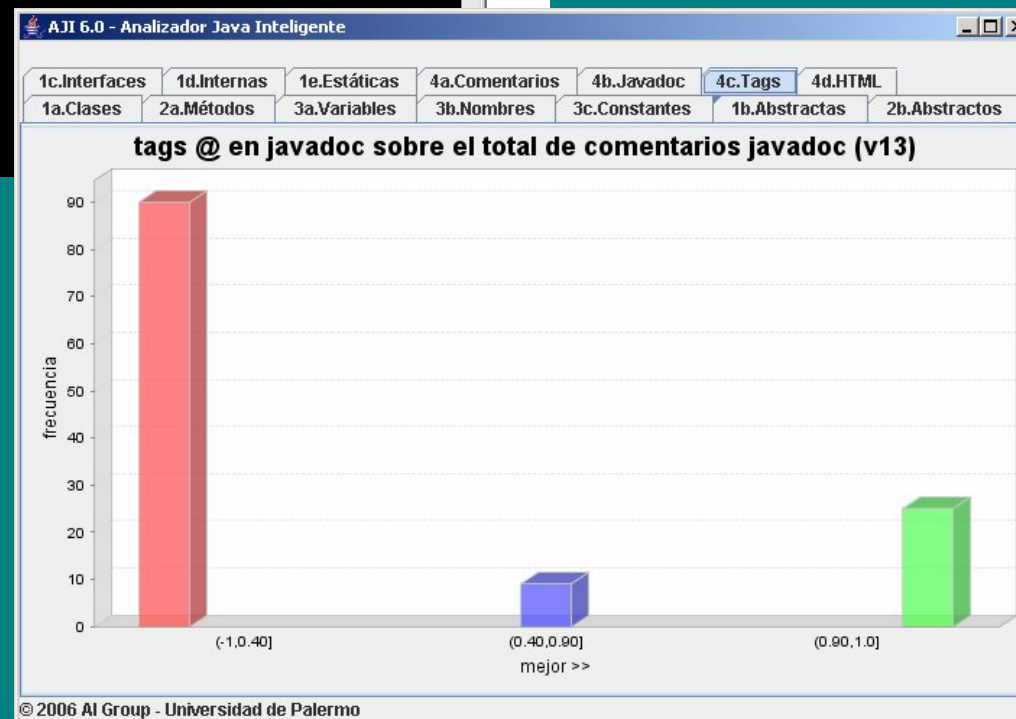 AJI 6.0 - Analizador Java Inteligente
1c.Interfaces 1d.Internas 1e.Estáticas 4a.Comentarios 4b.Javadoc 4c.Tags 4d.HTML
1a.Clases 2a.Métodos 3a.Variables 3b.Nombres 3c.Constantes 1b.Abstractas 2b.Abstractos
tags @ en javadoc sobre el total de comentarios javadoc (v13)
90
80
70
60
50
40
30
20
10
0
frecuencia
(-1,0.40] (0.40,0.90] (0.90,1.0]
mejor >>
© 2006 AI Group - Universidad de Palermo